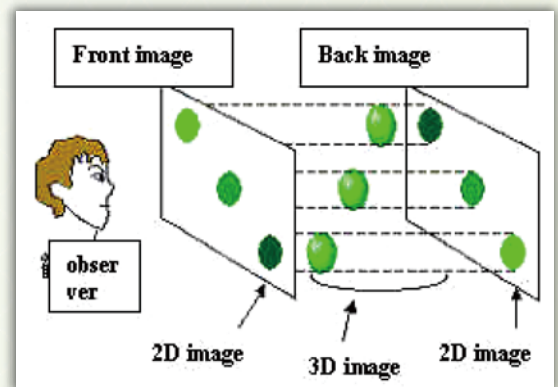 Front image
Back image
obser
ver
2D image
3D image
2D image